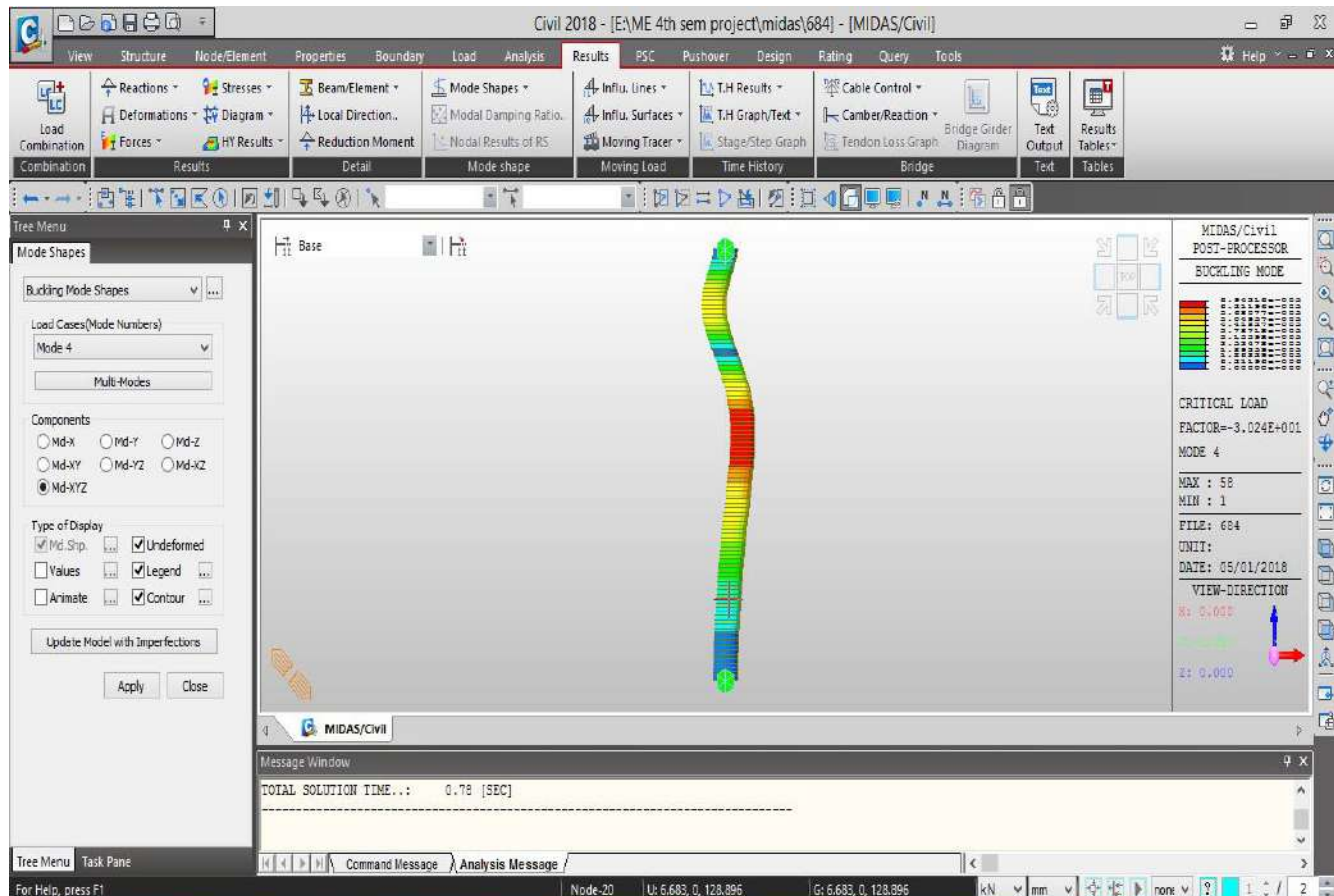 Civil 2018 - [E:\ME 4th sem project\midas\684] - [MIDAS/Civil]
View Structure Node/Element Properties Boundary Load Analysis Results PSC Pushover Design Rating Query Tools Help
Load Combination
Reactions Stresses
Deformations Diagram
Forces HY Results
Beam/Element
Local Direction..
Reduction Moment
Mode Shapes
Modal Damping Ratio..
Nodal Results of RS
Influ. Lines
Influ. Surfaces
Moving Tracer
T.H Results
T.H Graph/Text
Stage/Step Graph
Cable Control
Camber/Reaction
Tendon Loss Graph
Bridge Girder Diagram
Text Output
Results Tables
Combination Results Detail Mode shape Moving Load Time History Bridge Text Tables
Tree Menu
Mode Shapes
Buckling Mode Shapes ...
Load Cases(Mode Numbers)
Mode 4
Multi-Modes
Components
Md-X Md-Y Md-Z
Md-XY Md-YZ Md-XZ
Md-XYZ
Type of Display
Md.Shp. ... Undeformed
Values ... Legend ...
Animate ... Contour ...
Update Model with Imperfections
Apply Close
Base
TOP
MIDAS/Civil
POST-PROCESSOR
BUCKLING MODE
CRITICAL LOAD
FACTOR=-3.024E+001
MODE 4
MAX : 58
MIN : 1
FILE: 684
UNIT:
DATE: 05/01/2018
VIEW-DIRECTION
X: 0.000
Z: 0.000
MIDAS/Civil
Message Window
TOTAL SOLUTION TIME..: 0.78 [SEC]
Tree Menu Task Pane
Command Message Analysis Message
For Help, press F1
Node-20 U: 6.683, 0, 128.896 G: 6.683, 0, 128.896 kN mm none ? 1 / 2